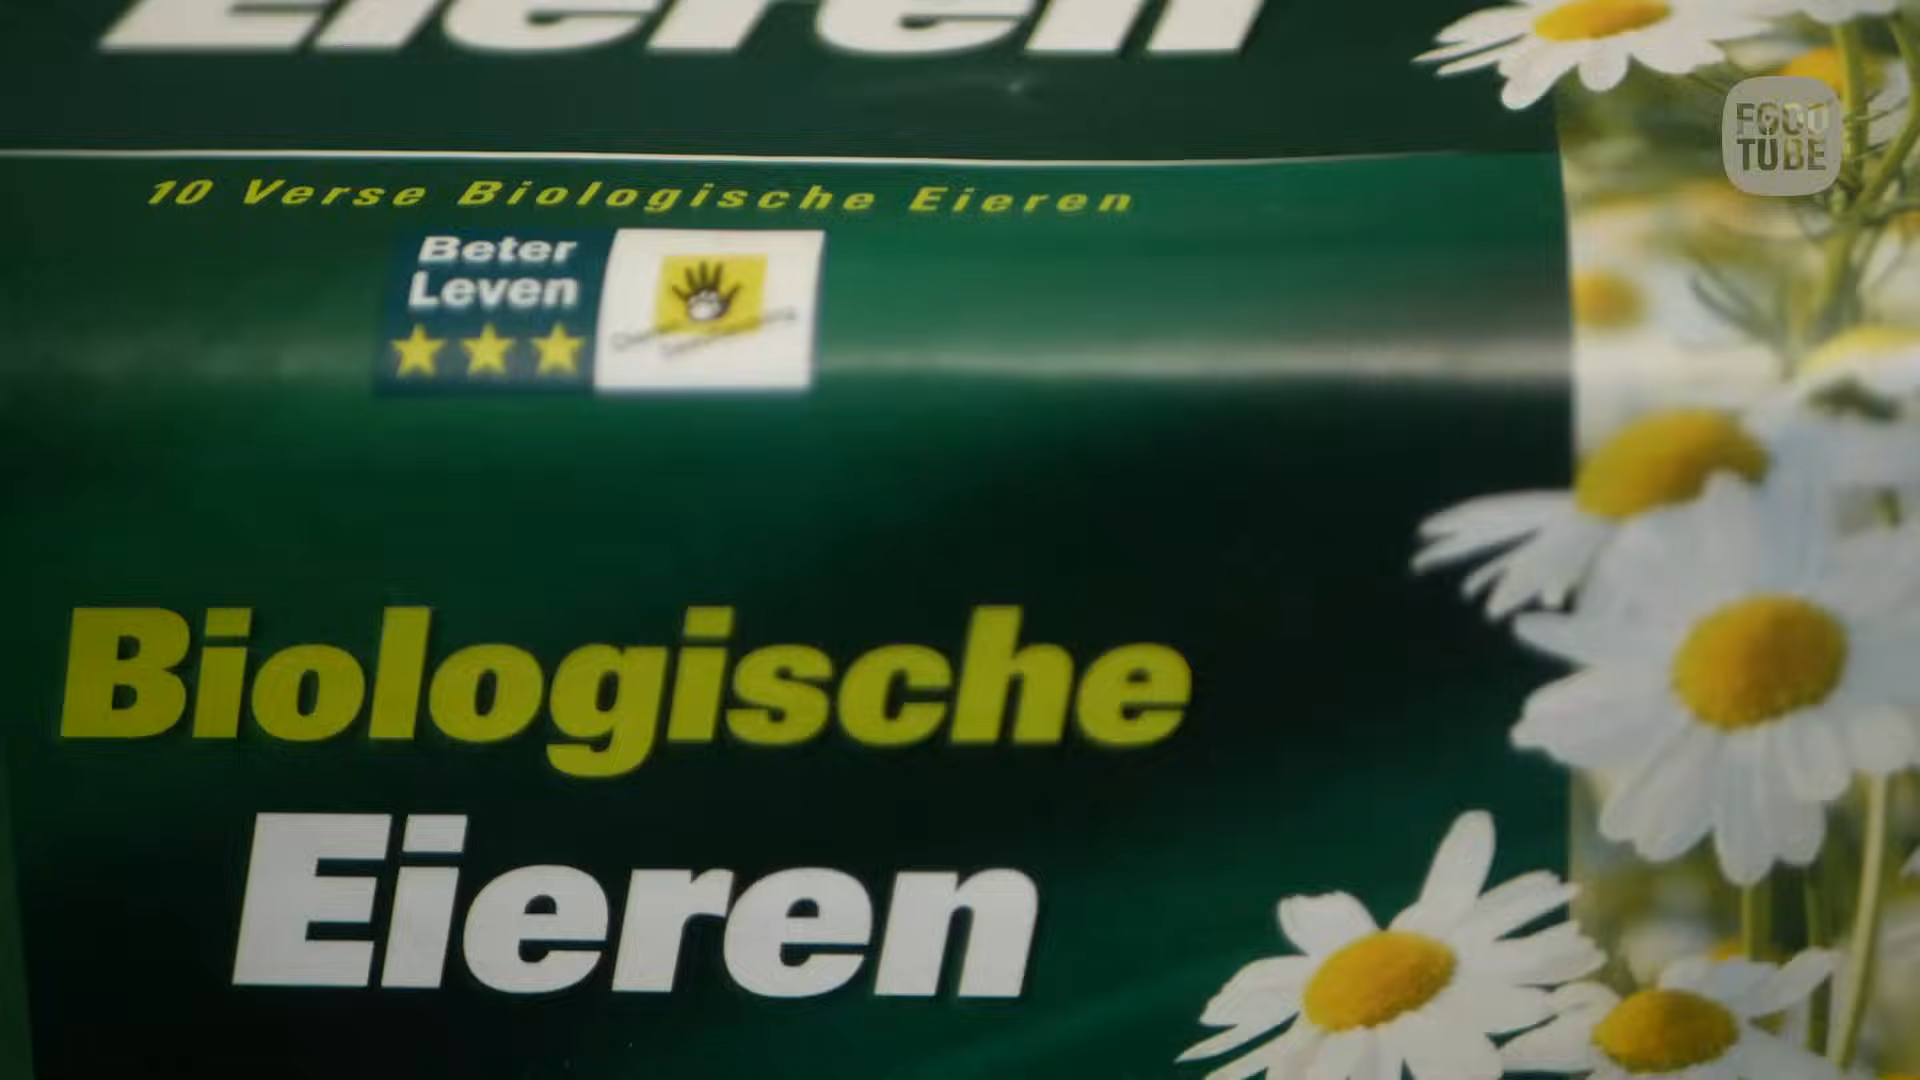 Eieren
FOOD
TUBE
10 Verse Biologische Eieren
Beter
Leven
Biologische
Eieren